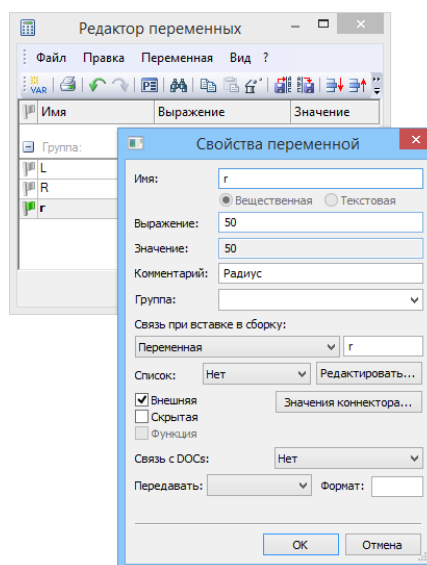 Редактор переменных
Файл Правка Переменная Вид ?
VAR
Имя Выражение Значение
Группа:
L
R
r
Свойства переменной
Имя: r
Вещественная Текстовая
Выражение: 50
Значение: 50
Комментарий: Радиус
Группа:
Связь при вставке в сборку:
Переменная r
Список: Нет Редактировать...
Внешняя Значения коннектора...
Скрытая
Функция
Связь с DOCs: Нет
Передавать: Формат:
OK Отмена